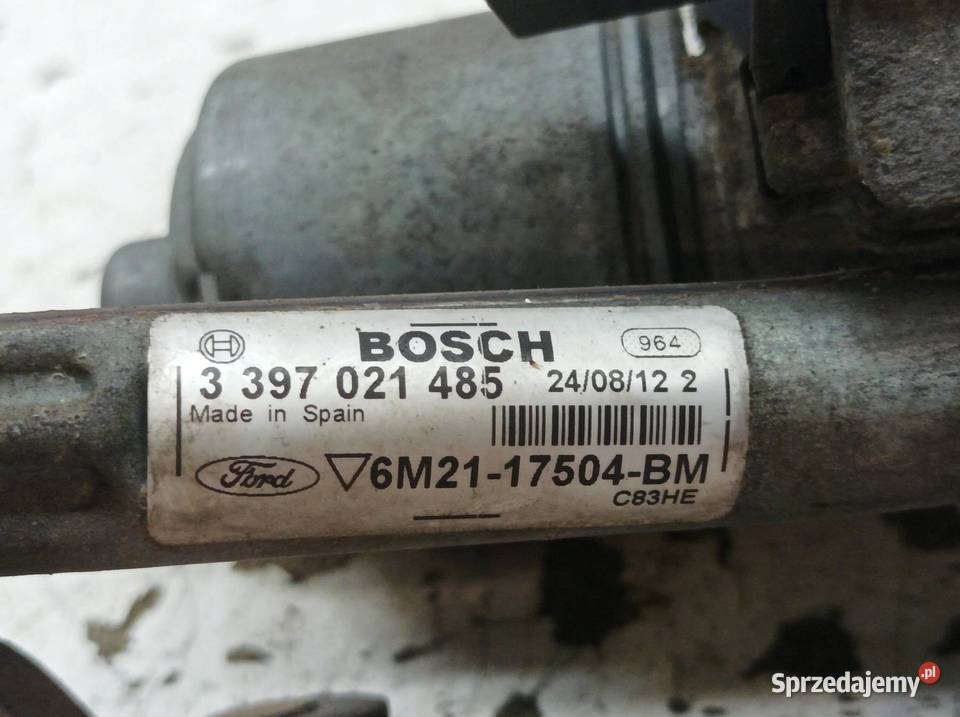 BOSCH 964
3 397 021 485 24/08/12 2
Made in Spain
Ford 6M21-17504-BM
C83HE
Sprzedajemy.pl